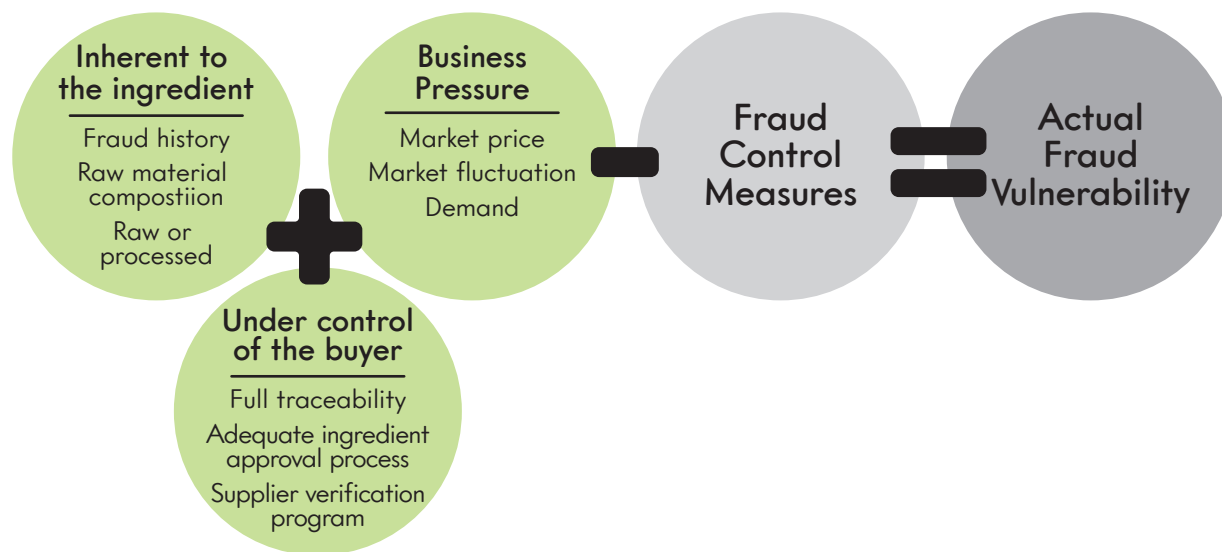 Inherent to
the ingredient
Fraud history
Raw material
compostiion
Raw or
processed
Business
Pressure
Market price
Market fluctuation
Demand
Under control
of the buyer
Full traceability
Adequate ingredient
approval process
Supplier verification
program
Fraud
Control
Measures
Actual
Fraud
Vulnerability